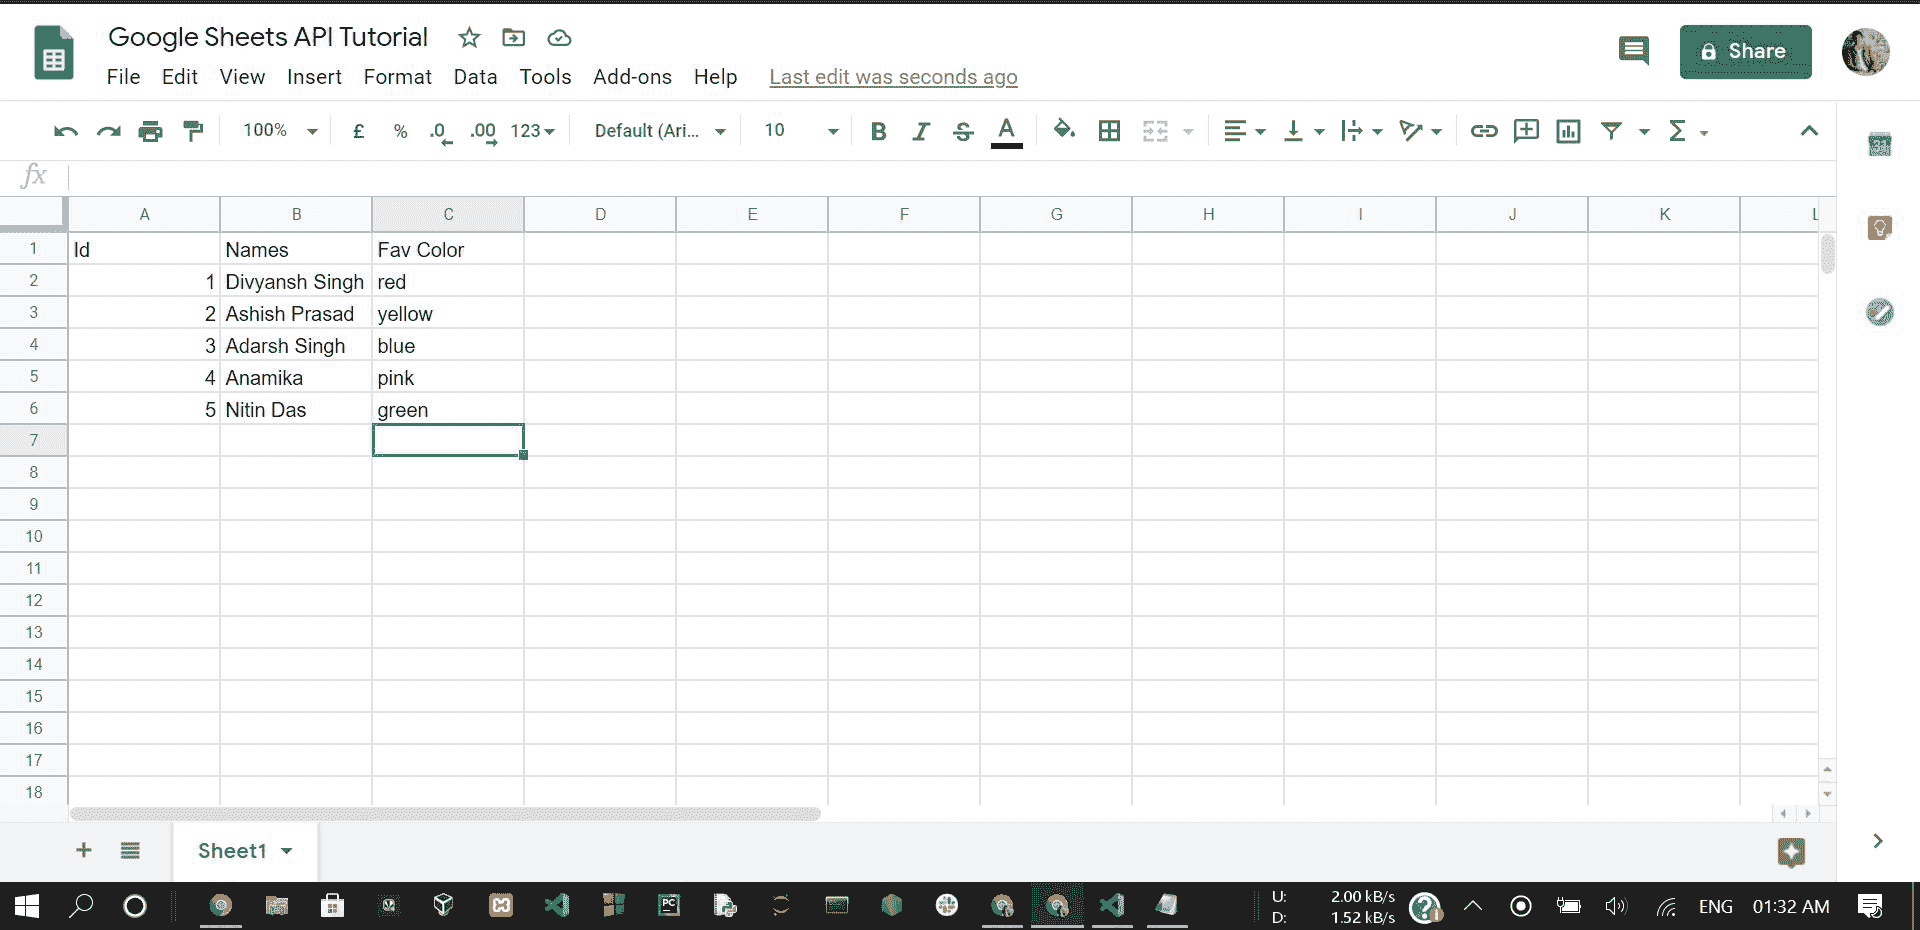 Google Sheets API Tutorial
File Edit View Insert Format Data Tools Add-ons Help Last edit was seconds ago
Share
100% £ % .0 .00 123 Default (Ari... 10 B I S A Σ
fx
A B C D E F G H I J K L
1 Id Names Fav Color
2 1 Divyansh Singh red
3 2 Ashish Prasad yellow
4 3 Adarsh Singh blue
5 4 Anamika pink
6 5 Nitin Das green
7
8
9
10
11
12
13
14
15
16
17
18
+ Sheet1
PC
U: 2.00 kB/s
D: 1.52 kB/s
ENG 01:32 AM